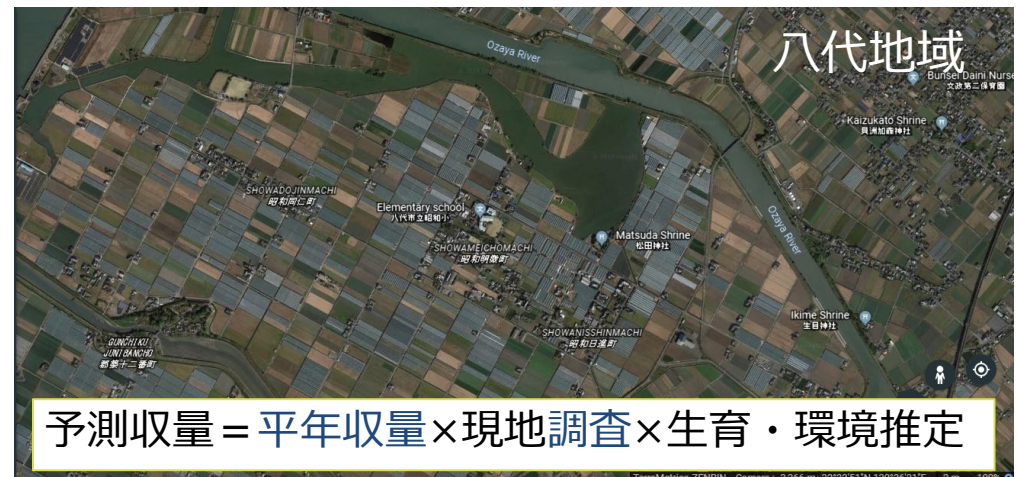 八代地域
Ozaya River
Bunsei Daini Nurse
文政第二保育園
Kaizukato Shrine
貝洲加藤神社
SHOWADOJINMACHI
昭和同仁町
Elementary school
八代市立昭和小
Matsuda Shrine
松田神社
Ozaya River
SHOWAMEICHOMACHI
昭和明徴町
Ikime Shrine
生目神社
SHOWANISSHINMACHI
昭和日進町
GUNCHIKU
JUNIBANCHO
郡築十二番町
予測収量=平年収量×現地調査×生育・環境推定